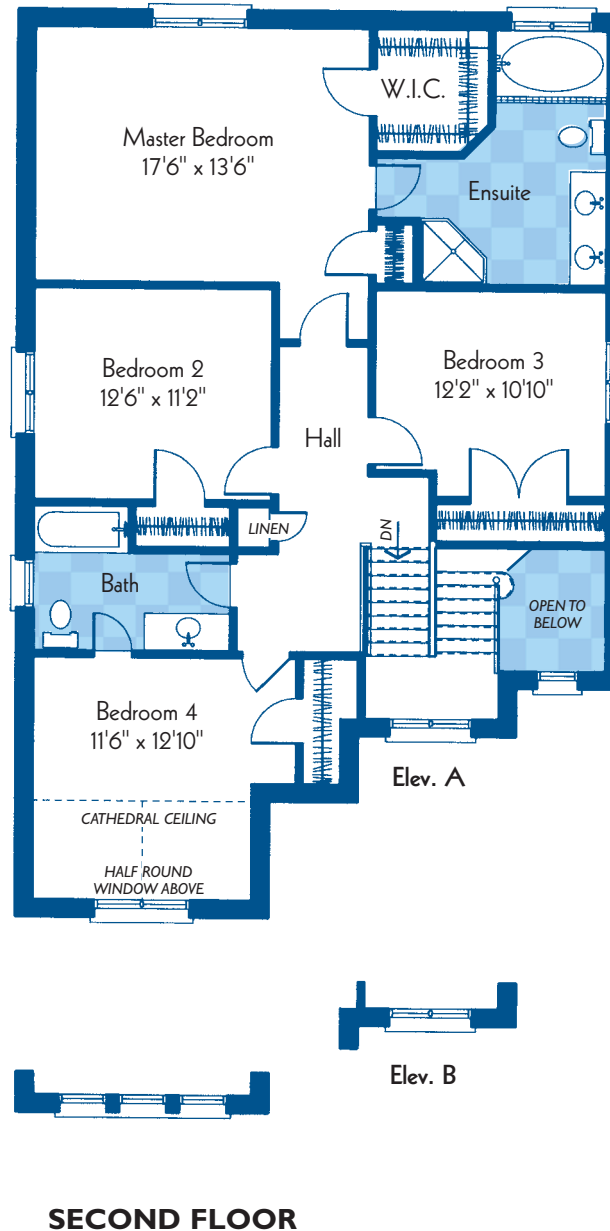 W.I.C.
Master Bedroom
17'6" x 13'6"
Ensuite
Bedroom 2
12'6" x 11'2"
Bedroom 3
12'2" x 10'10"
Hall
LINEN
DN
Bath
OPEN TO
BELOW
Bedroom 4
11'6" x 12'10"
Elev. A
CATHEDRAL CEILING
HALF ROUND
WINDOW ABOVE
Elev. B
SECOND FLOOR